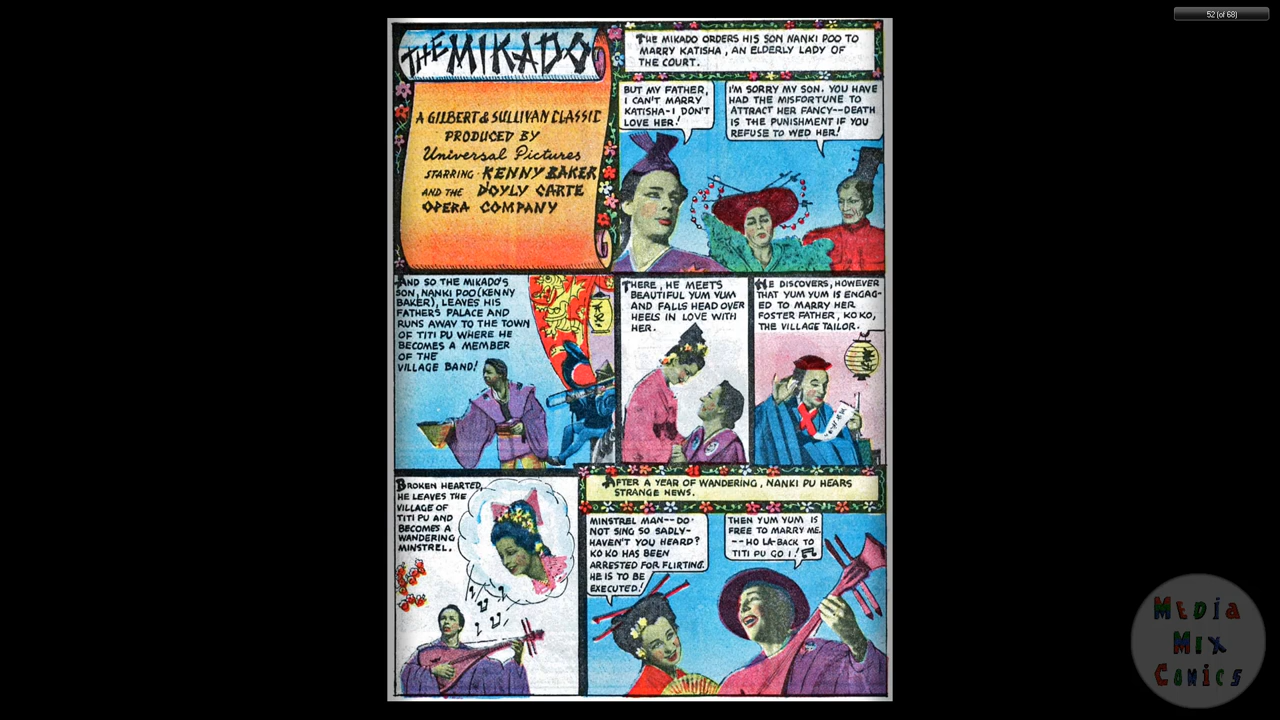 52 (of 68)
THE MIKADO
A GILBERT & SULLIVAN CLASSIC
PRODUCED BY
Universal Pictures
STARRING · KENNY BAKER
AND THE DOYLY CARTE
OPERA COMPANY
THE MIKADO ORDERS HIS SON NANKI POO TO
MARRY KATISHA, AN ELDERLY LADY OF
THE COURT.
BUT MY FATHER,
I CAN'T MARRY
KATISHA-I DON'T
LOVE HER!
I'M SORRY MY SON. YOU HAVE
HAD THE MISFORTUNE TO
ATTRACT HER FANCY--DEATH
IS THE PUNISHMENT IF YOU
REFUSE TO WED HER!
AND SO THE MIKADO'S
SON, NANKI POO (KENNY
BAKER), LEAVES HIS
FATHER'S PALACE AND
RUNS AWAY TO THE TOWN
OF TITI PU WHERE HE
BECOMES A MEMBER
OF THE
VILLAGE BAND!
THERE, HE MEETS
BEAUTIFUL YUM YUM
AND FALLS HEAD OVER
HEELS IN LOVE WITH
HER.
HE DISCOVERS, HOWEVER
THAT YUM YUM IS ENGAG-
ED TO MARRY HER
FOSTER FATHER, KO KO,
THE VILLAGE TAILOR.
BROKEN HEARTED,
HE LEAVES THE
VILLAGE OF
TITI PU AND
BECOMES A
WANDERING
MINSTREL.
AFTER A YEAR OF WANDERING, NANKI PU HEARS
STRANGE NEWS.
MINSTREL MAN--DO
NOT SING SO SADLY-
HAVEN'T YOU HEARD?
KO KO HAS BEEN
ARRESTED FOR FLIRTING.
HE IS TO BE
EXECUTED!
THEN YUM YUM IS
FREE TO MARRY ME.
--HO LA-BACK TO
TITI PU GO I!
MEDIA
MIX
COMICS